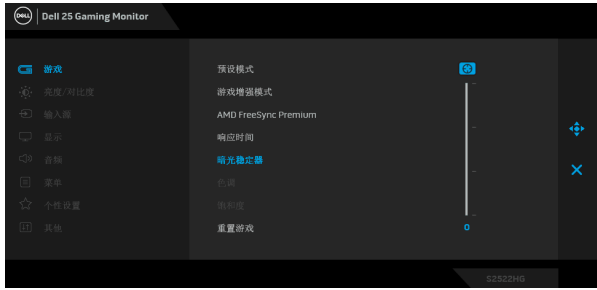 DELL
Dell 25 Gaming Monitor
游戏
亮度/对比度
输入源
显示
音频
菜单
个性设置
其他
预设模式
游戏增强模式
AMD FreeSync Premium
响应时间
暗光稳定器
色调
饱和度
重置游戏
0
S2522HG